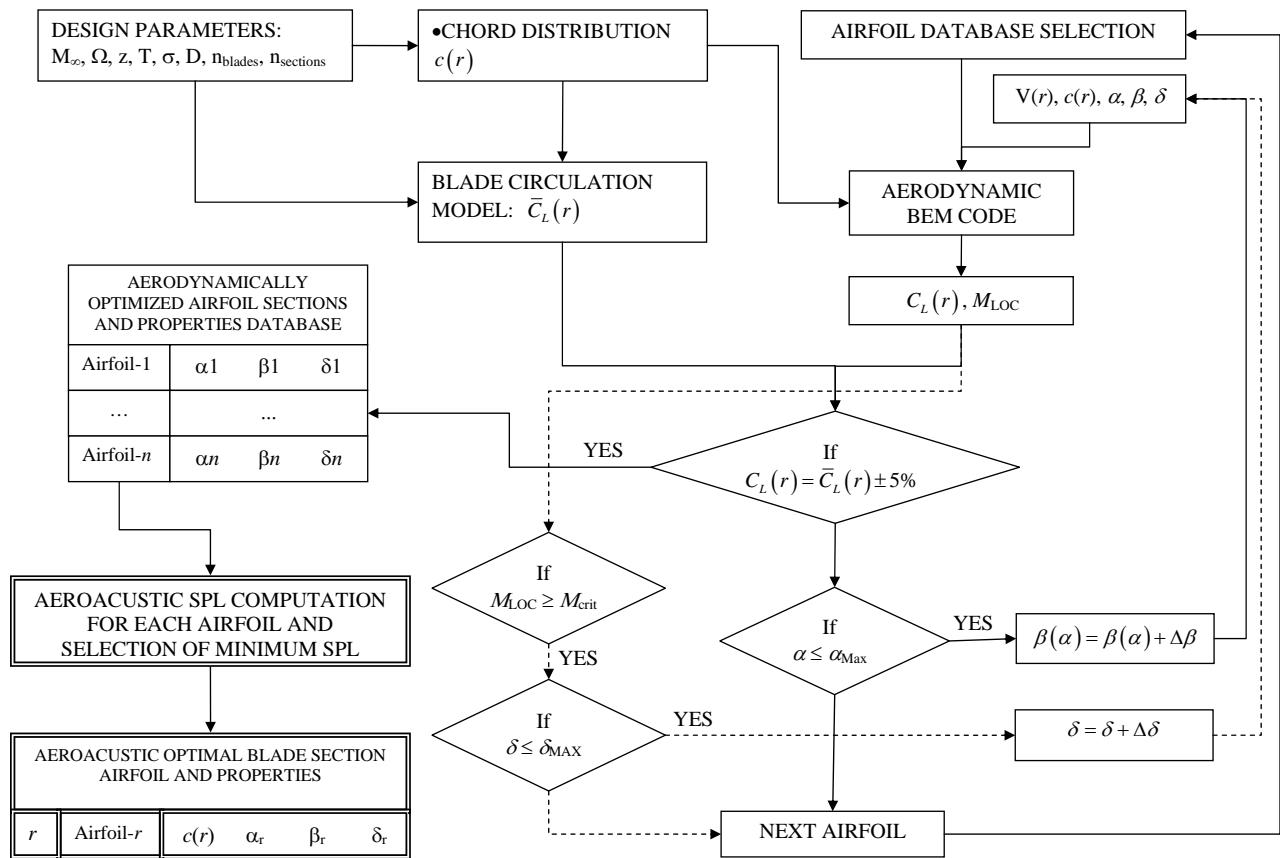 DESIGN PARAMETERS:
M∞, Ω, z, T, σ, D, nblades, nsections
•CHORD DISTRIBUTION
c(r)
AIRFOIL DATABASE SELECTION
V(r), c(r), α, β, δ
BLADE CIRCULATION
MODEL: C̅L(r)
AERODYNAMIC
BEM CODE
CL(r), MLOC
AERODYNAMICALLY
OPTIMIZED AIRFOIL SECTIONS
AND PROPERTIES DATABASE
Airfoil-1 α1 β1 δ1
… ...
Airfoil-n αn βn δn
YES
If
CL(r) = C̅L(r) ± 5%
If
MLOC ≥ Mcrit
YES
If
α ≤ αMax
YES
β(α) = β(α) + Δβ
AEROACUSTIC SPL COMPUTATION
FOR EACH AIRFOIL AND
SELECTION OF MINIMUM SPL
If
δ ≤ δMAX
YES
δ = δ + Δδ
AEROACUSTIC OPTIMAL BLADE SECTION
AIRFOIL AND PROPERTIES
r Airfoil-r c(r) αr βr δr
NEXT AIRFOIL